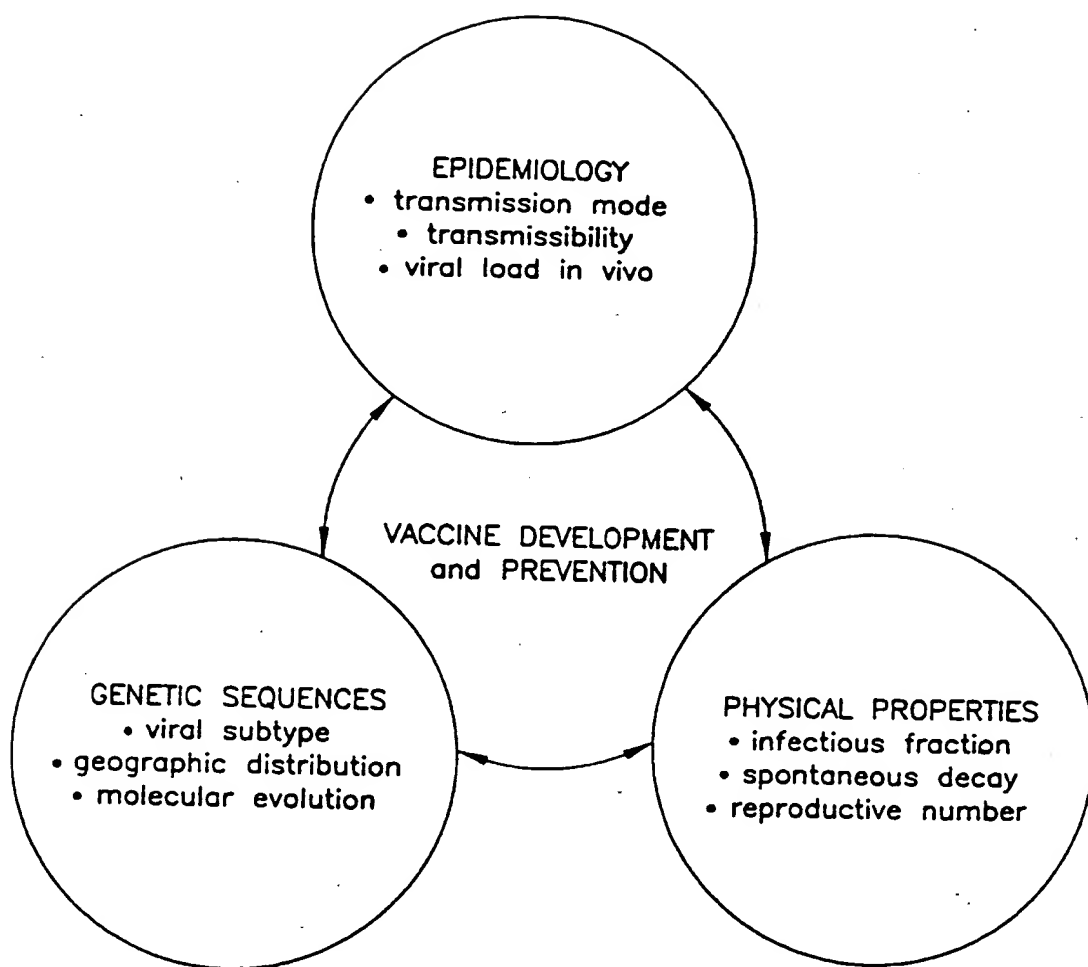 EPIDEMIOLOGY
• transmission mode
• transmissibility
• viral load in vivo
VACCINE DEVELOPMENT
and PREVENTION
GENETIC SEQUENCES
• viral subtype
• geographic distribution
• molecular evolution
PHYSICAL PROPERTIES
• infectious fraction
• spontaneous decay
• reproductive number